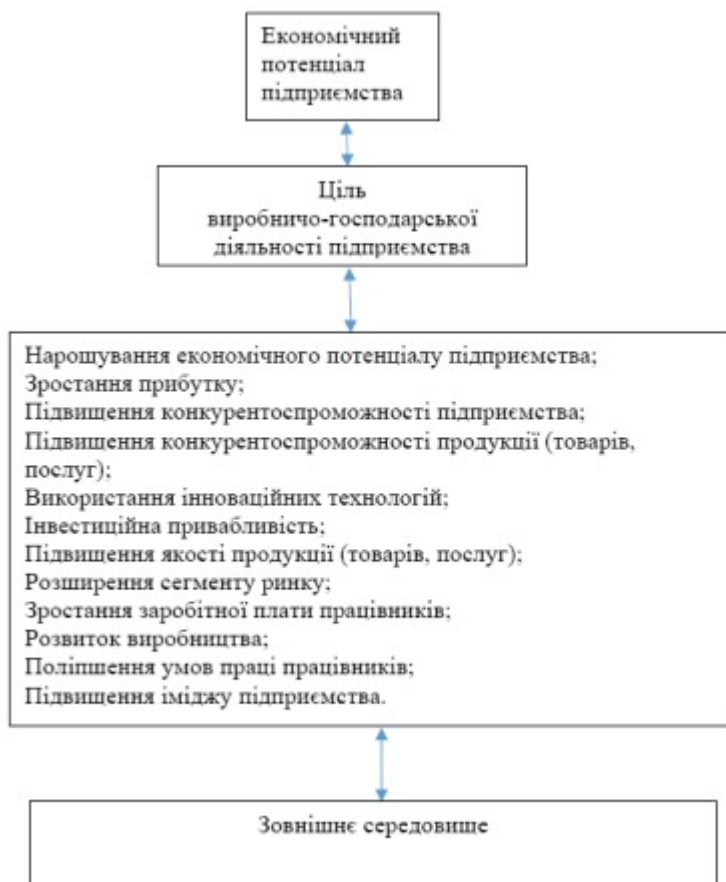 Економічний
потенціал
підприємства
Ціль
виробничо-господарської
діяльності підприємства
Нарощування економічного потенціалу підприємства;
Зростання прибутку;
Підвищення конкурентоспроможності підприємства;
Підвищення конкурентоспроможності продукції (товарів,
послуг);
Використання інноваційних технологій;
Інвестиційна привабливість;
Підвищення якості продукції (товарів, послуг);
Розширення сегменту ринку;
Зростання заробітної плати працівників;
Розвиток виробництва;
Поліпшення умов праці працівників;
Підвищення іміджу підприємства.
Зовнішнє середовище